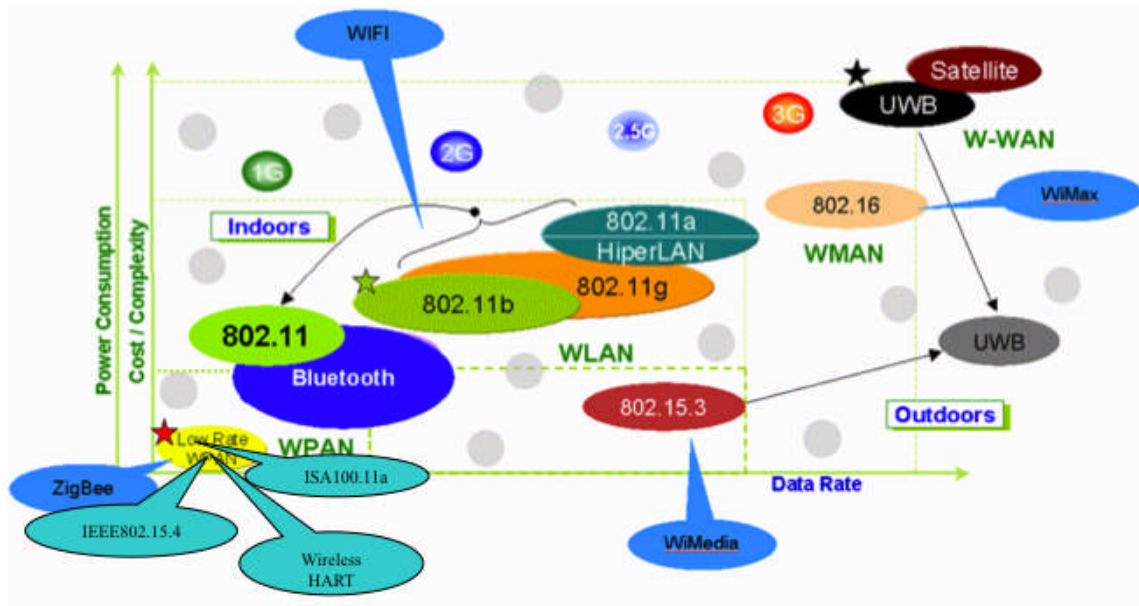 WIFI
Satellite
UWB
3G
2.5G
2G
1G
W-WAN
802.16
WiMax
WMAN
Indoors
802.11a
HiperLAN
802.11g
802.11b
802.11
UWB
WLAN
Bluetooth
802.15.3
Outdoors
Power Consumption
Cost / Complexity
Low Rate
WPAN
WPAN
ISA100.11a
Data Rate
ZigBee
IEEE802.15.4
WiMedia
Wireless
HART